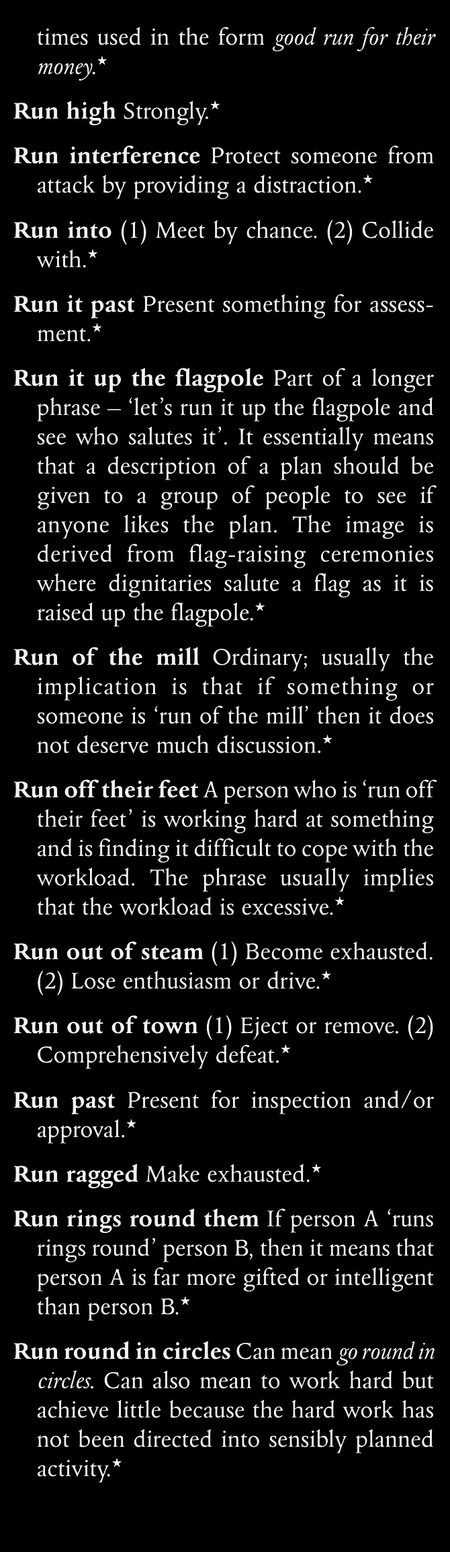 times used in the form good run for their
money.★
Run high Strongly.★
Run interference Protect someone from
attack by providing a distraction.★
Run into (1) Meet by chance. (2) Collide
with.★
Run it past Present something for assess-
ment.★
Run it up the flagpole Part of a longer
phrase – ‘let’s run it up the flagpole and
see who salutes it’. It essentially means
that a description of a plan should be
given to a group of people to see if
anyone likes the plan. The image is
derived from flag-raising ceremonies
where dignitaries salute a flag as it is
raised up the flagpole.★
Run of the mill Ordinary; usually the
implication is that if something or
someone is ‘run of the mill’ then it does
not deserve much discussion.★
Run off their feet A person who is ‘run off
their feet’ is working hard at something
and is finding it difficult to cope with the
workload. The phrase usually implies
that the workload is excessive.★
Run out of steam (1) Become exhausted.
(2) Lose enthusiasm or drive.★
Run out of town (1) Eject or remove. (2)
Comprehensively defeat.★
Run past Present for inspection and/or
approval.★
Run ragged Make exhausted.★
Run rings round them If person A ‘runs
rings round’ person B, then it means that
person A is far more gifted or intelligent
than person B.★
Run round in circles Can mean go round in
circles. Can also mean to work hard but
achieve little because the hard work has
not been directed into sensibly planned
activity.★